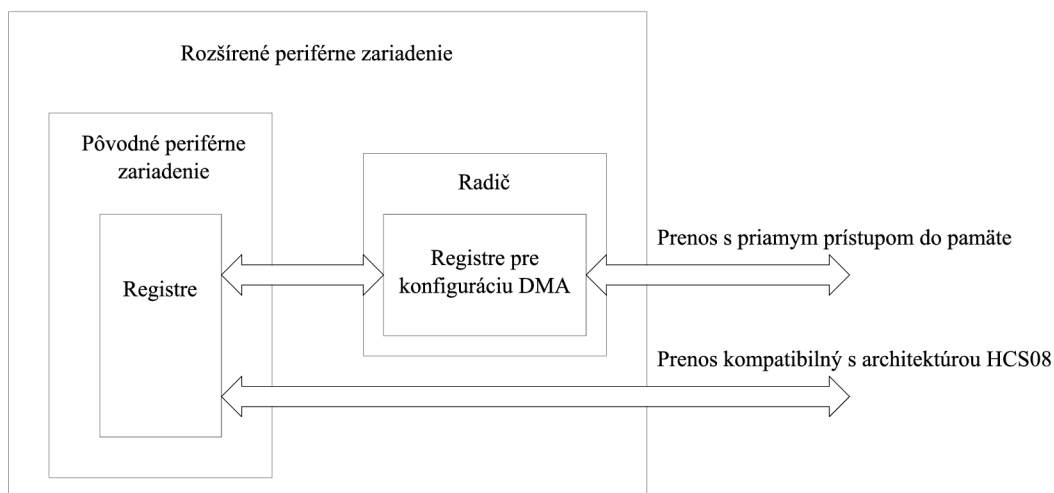 Rozšírené periférne zariadenie
Pôvodné periférne
zariadenie
Registre
Radič
Registre pre
konfiguráciu DMA
Prenos s priamym prístupom do pamäte
Prenos kompatibilný s architektúrou HCS08